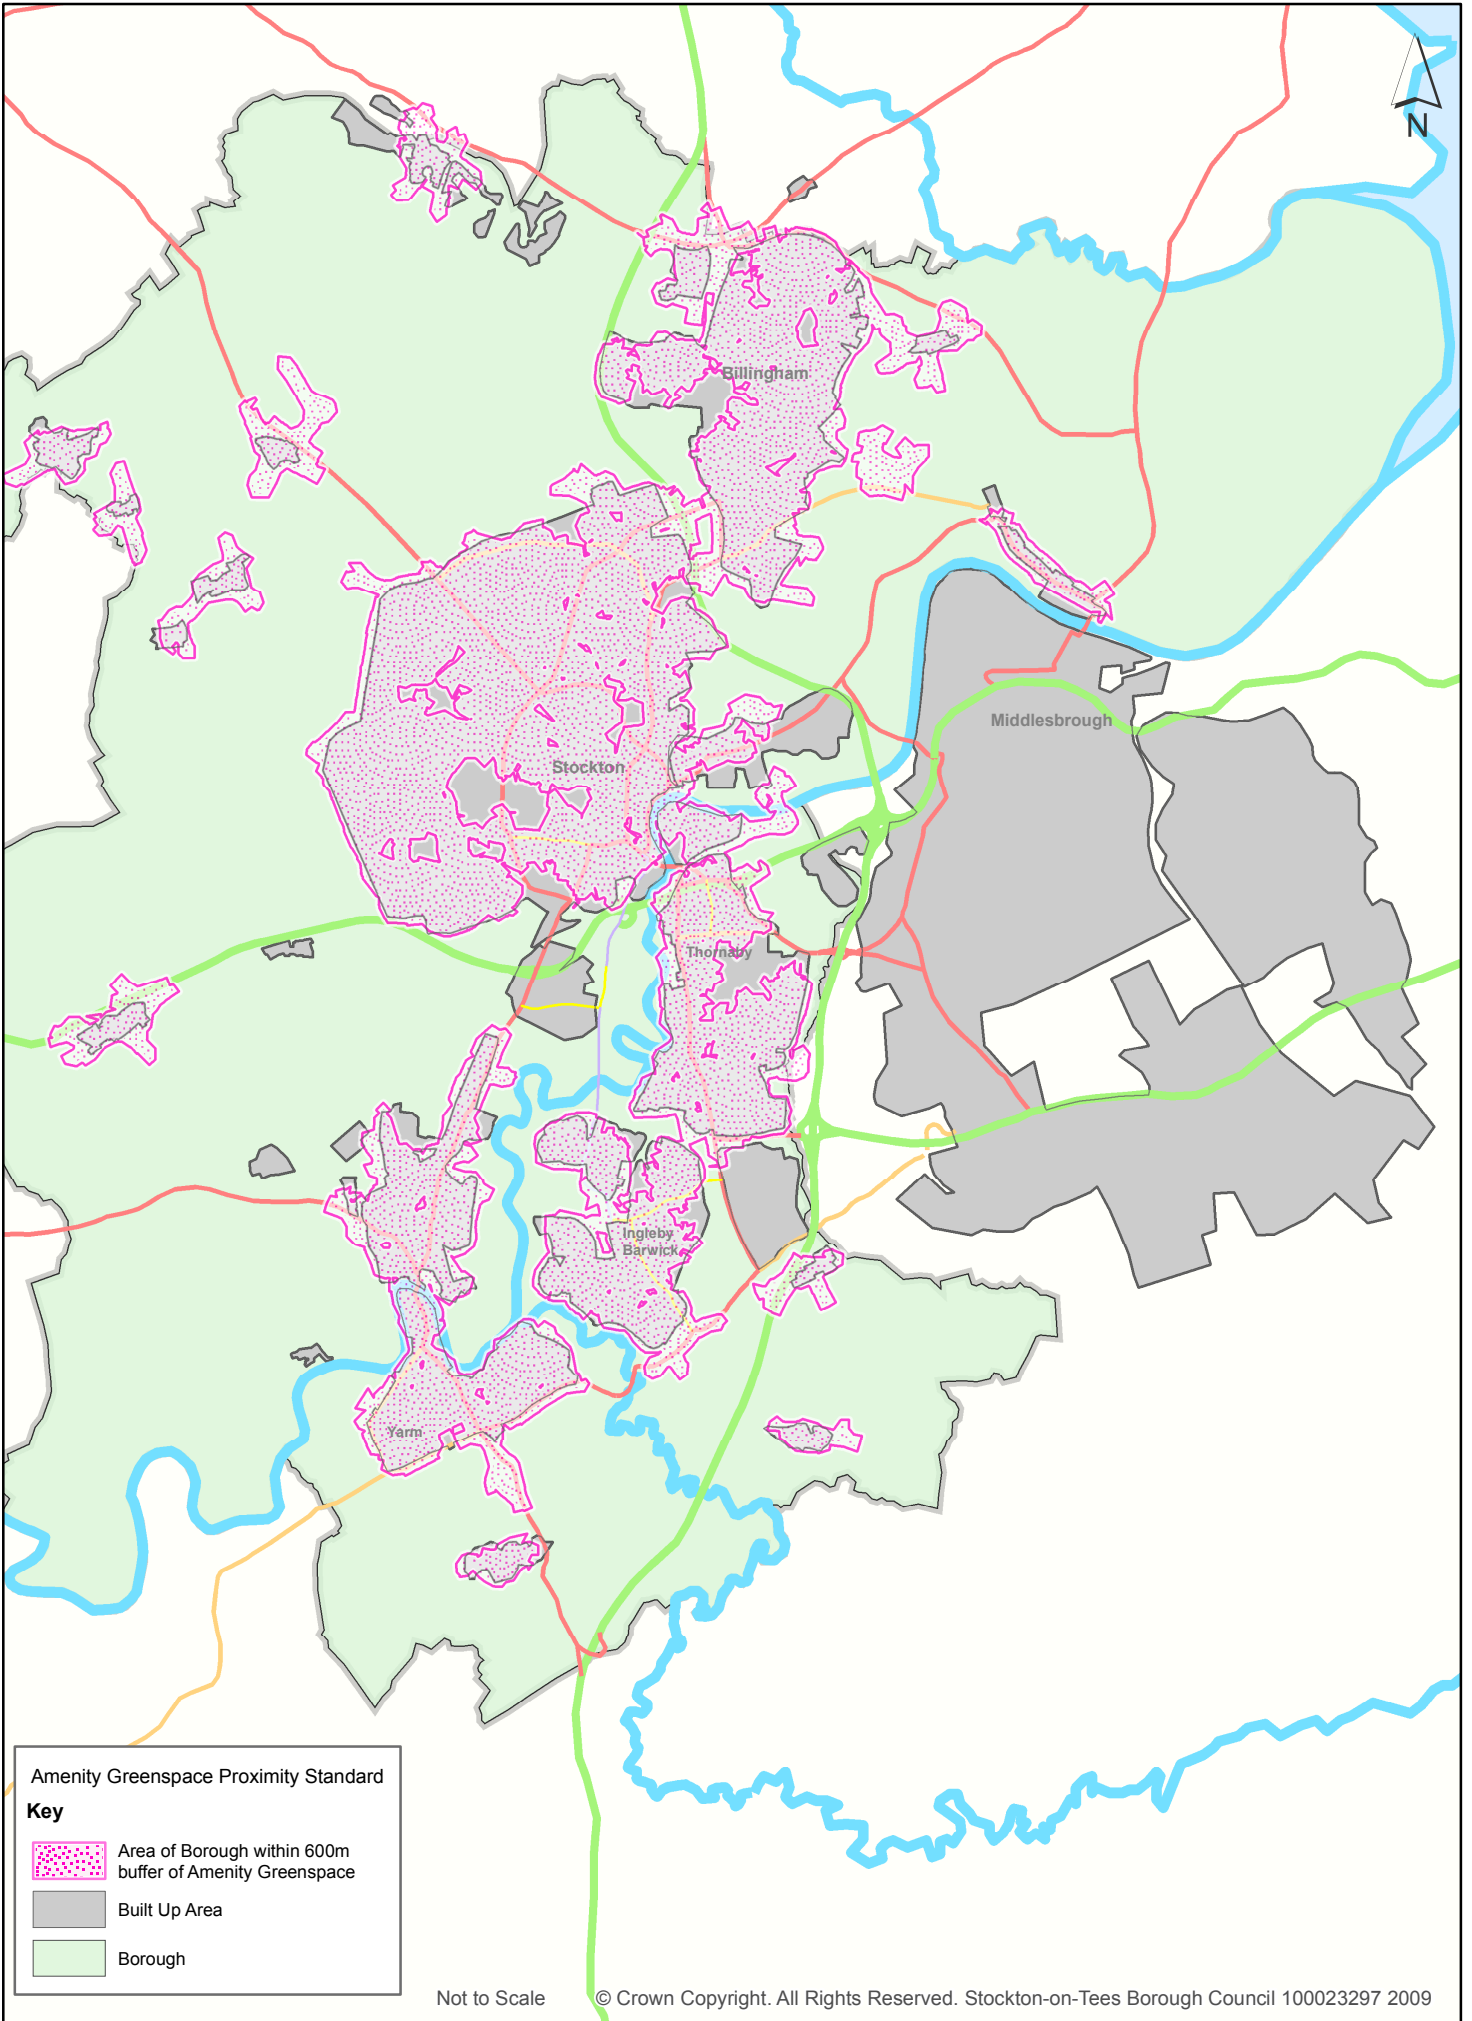 N
Billingham
Middlesbrough
Stockton
Thornaby
Ingleby
Barwick
Yarm
Amenity Greenspace Proximity Standard
Key
Area of Borough within 600m
buffer of Amenity Greenspace
Built Up Area
Borough
Not to Scale
© Crown Copyright. All Rights Reserved. Stockton-on-Tees Borough Council 100023297 2009